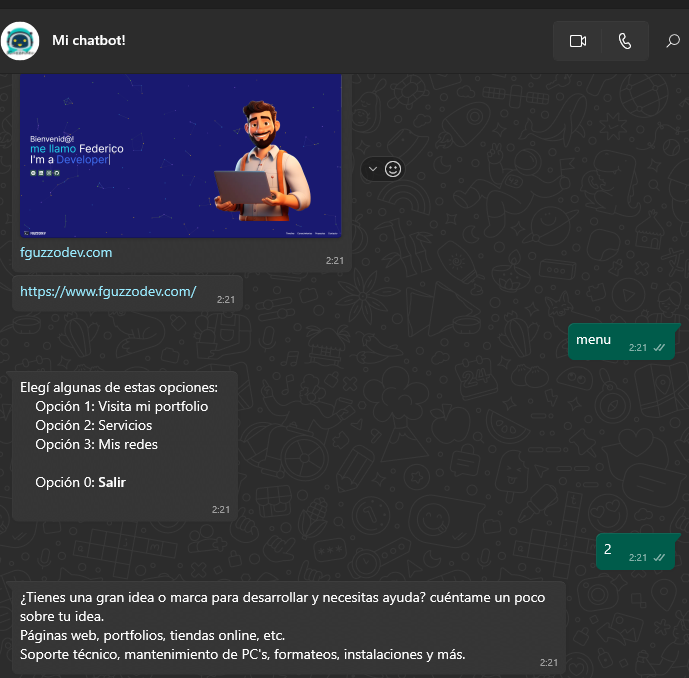 Mi chatbot!
Bienvenid@!
me llamo Federico
I'm a Developer|
fguzzodev.com
2:21
https://www.fguzzodev.com/
2:21
menu
2:21
Elegí algunas de estas opciones:
Opción 1: Visita mi portfolio
Opción 2: Servicios
Opción 3: Mis redes
Opción 0: Salir
2:21
2
2:21
¿Tienes una gran idea o marca para desarrollar y necesitas ayuda? cuéntame un poco
sobre tu idea.
Páginas web, portfolios, tiendas online, etc.
Soporte técnico, mantenimiento de PC's, formateos, instalaciones y más.
2:21